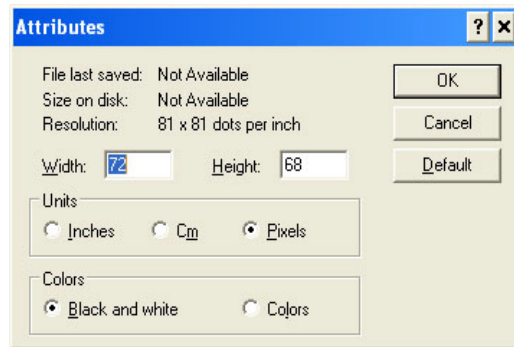 Attributes
File last saved: Not Available
Size on disk: Not Available
Resolution: 81 x 81 dots per inch
Width: 72 Height: 68
Units
Inches Cm Pixels
Colors
Black and white Colors
? ×
OK
Cancel
Default